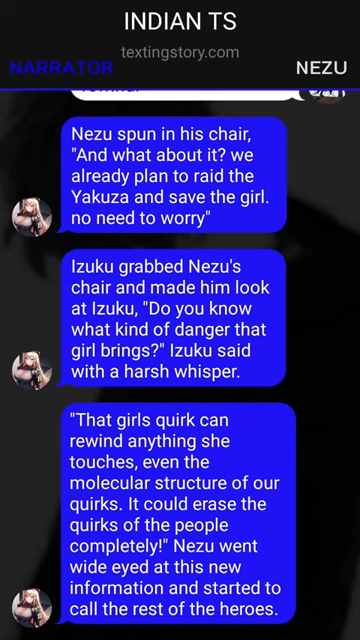 INDIAN TS
textingstory.com
NARRATOR
NEZU
Nezu spun in his chair,
"And what about it? we
already plan to raid the
Yakuza and save the girl.
no need to worry"
Izuku grabbed Nezu's
chair and made him look
at Izuku, "Do you know
what kind of danger that
girl brings?" Izuku said
with a harsh whisper.
"That girls quirk can
rewind anything she
touches, even the
molecular structure of our
quirks. It could erase the
quirks of the people
completely!" Nezu went
wide eyed at this new
information and started to
call the rest of the heroes.